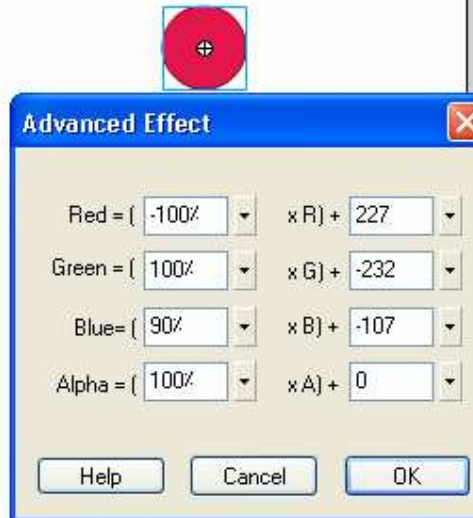 Advanced Effect
Red = ( -100% x R) + 227
Green = ( 100% x G) + -232
Blue= ( 90% x B) + -107
Alpha = ( 100% x A) + 0
Help Cancel OK